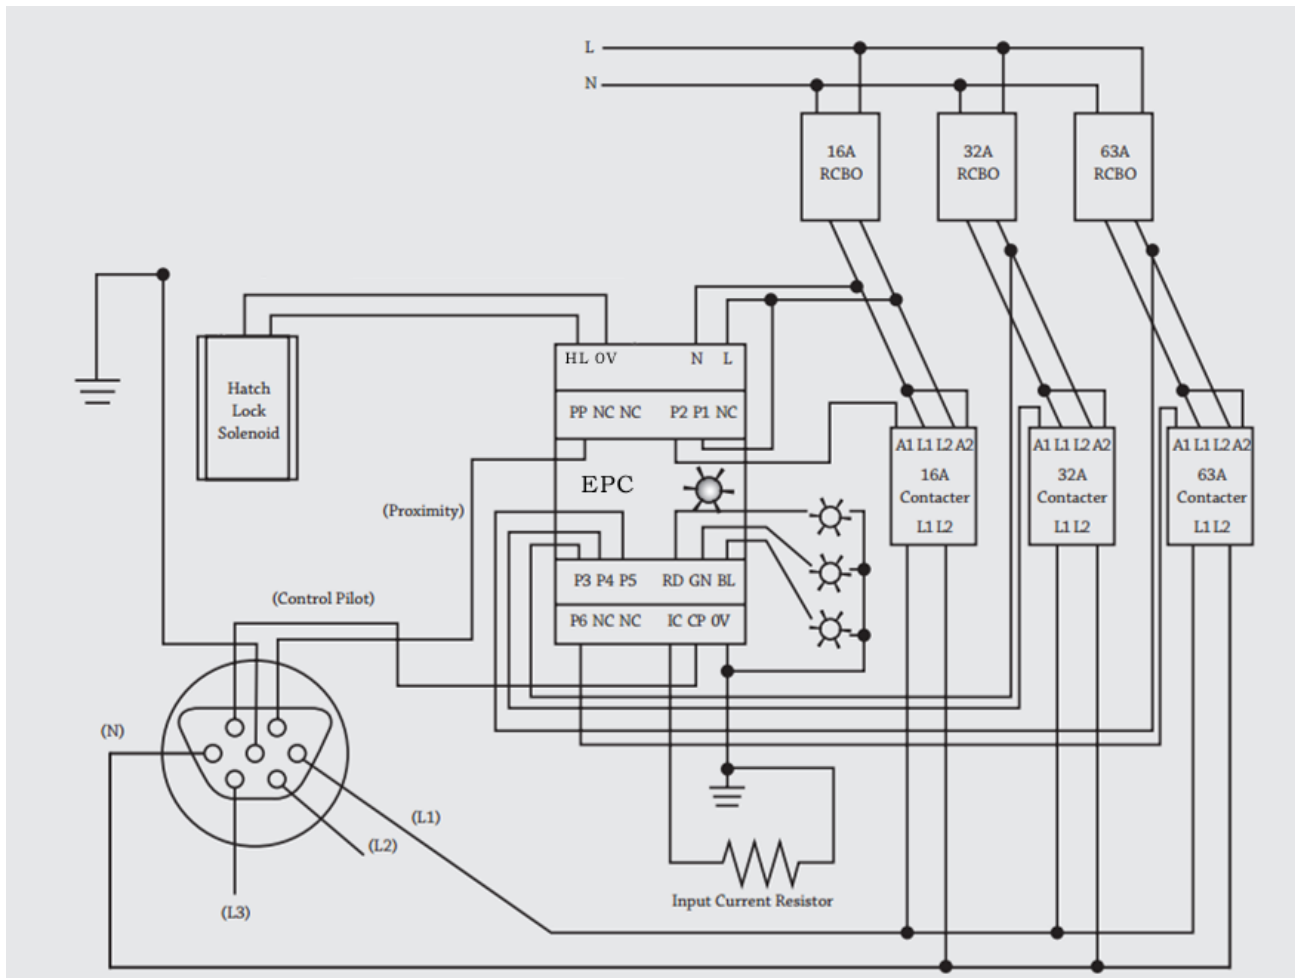 L
N
16A
RCBO
32A
RCBO
63A
RCBO
HL 0V N L
Hatch
Lock
Solenoid
PP NC NC P2 P1 NC
A1 L1 L2 A2
16A
Contacter
L1 L2
A1 L1 L2 A2
32A
Contacter
L1 L2
A1 L1 L2 A2
63A
Contacter
L1 L2
EPC
(Proximity)
P3 P4 P5 RD GN BL
(Control Pilot)
P6 NC NC IC CP 0V
(N)
(L1)
(L2)
(L3)
Input Current Resistor